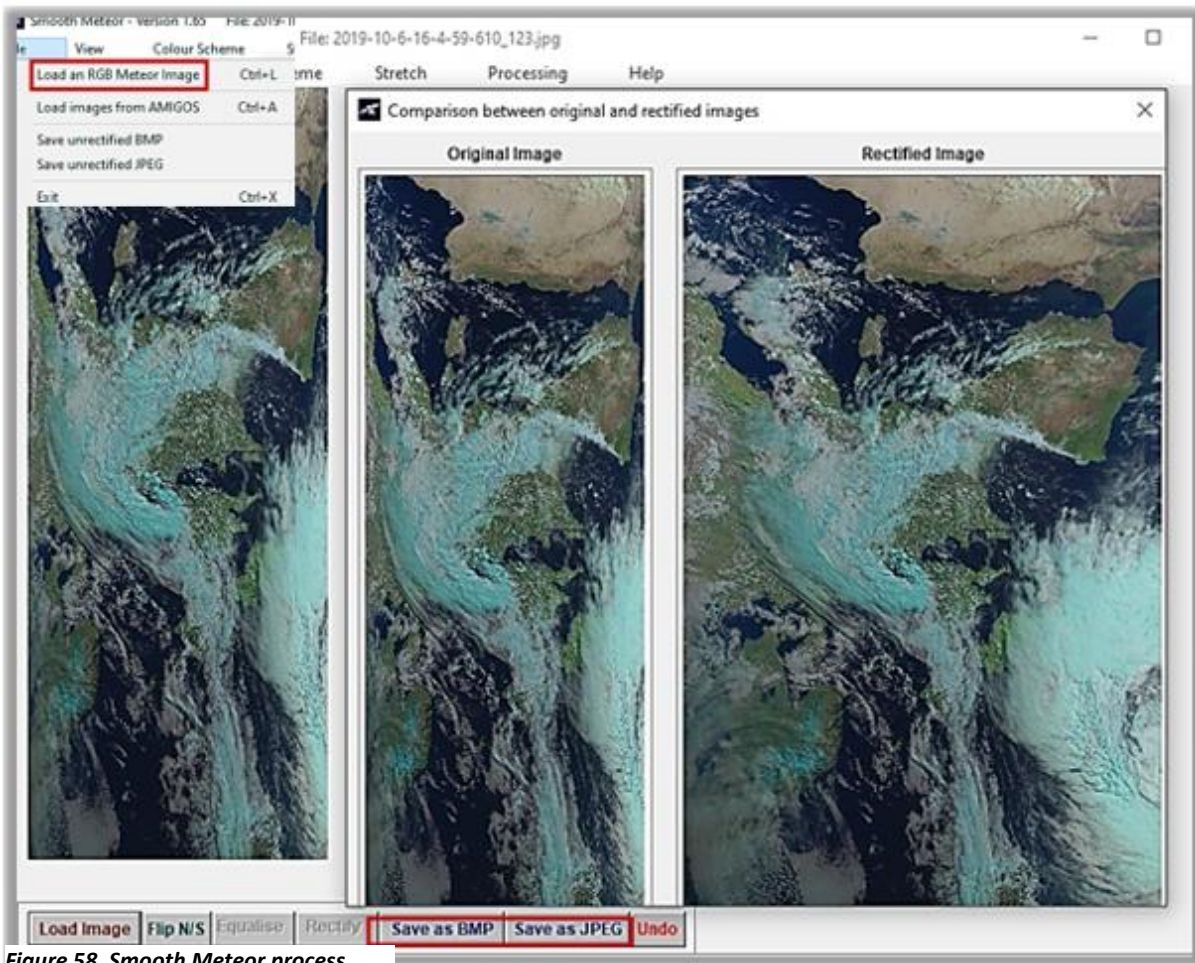 Smooth Meteor - Version 1.65 File: 2019-
File: 2019-10-6-16-4-59-610_123.jpg
View Colour Scheme
Stretch Processing Help
Load an RGB Meteor Image Ctrl+L
Load images from AMIGOS Ctrl+A
Save unrectified BMP
Save unrectified JPEG
Exit Ctrl+X
Comparison between original and rectified images
Original Image Rectified Image
Load Image Flip N/S Equalise Rectify Save as BMP Save as JPEG Undo
Figure 58. Smooth Meteor process